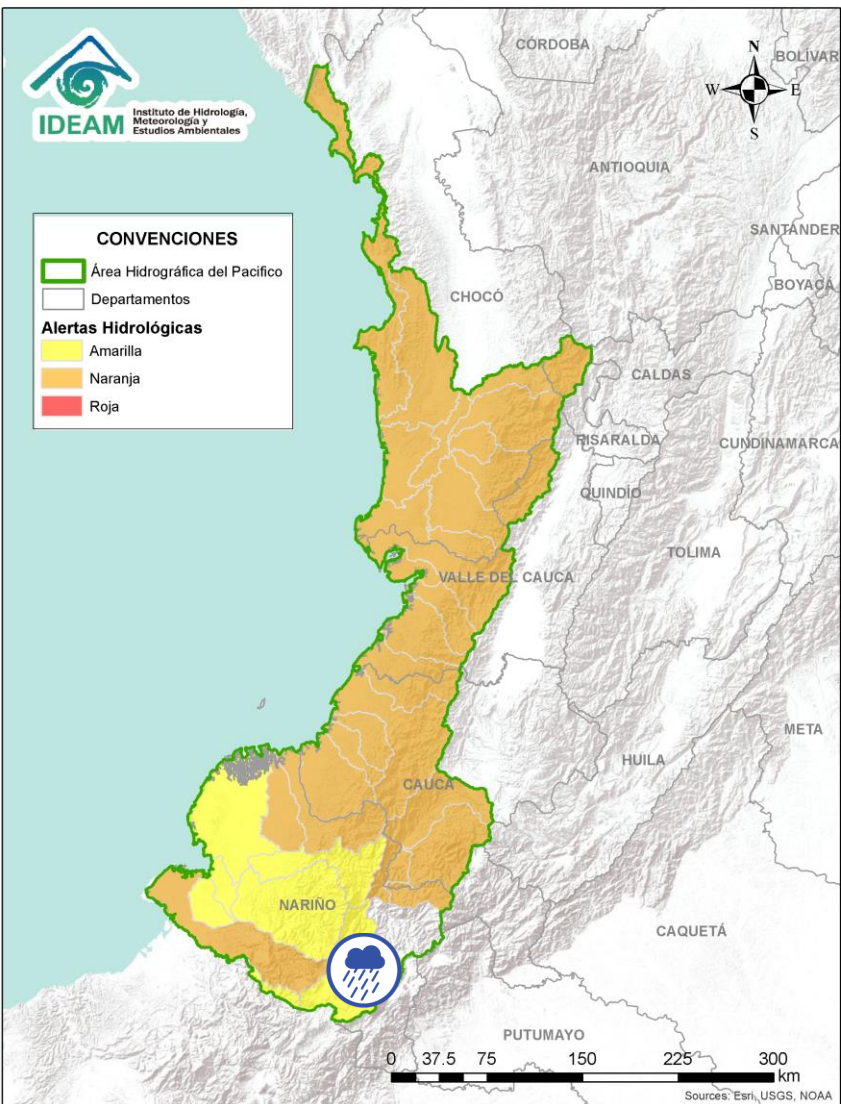 IDEAM
Instituto de Hidrología,
Meteorología y
Estudios Ambientales
CÓRDOBA
BOLÍVAR
N
W
E
S
ANTIOQUIA
SANTANDER
BOYACÁ
CONVENCIONES
Área Hidrográfica del Pacifico
Departamentos
Alertas Hidrológicas
Amarilla
Naranja
Roja
CHOCÓ
CALDAS
RISARALDA
CUNDINAMARCA
QUINDÍO
TOLIMA
VALLE DEL CAUCA
META
HUILA
CAUCA
NARIÑO
CAQUETÁ
PUTUMAYO
0 37.5 75 150 225 300
km
Sources: Esri, USGS, NOAA